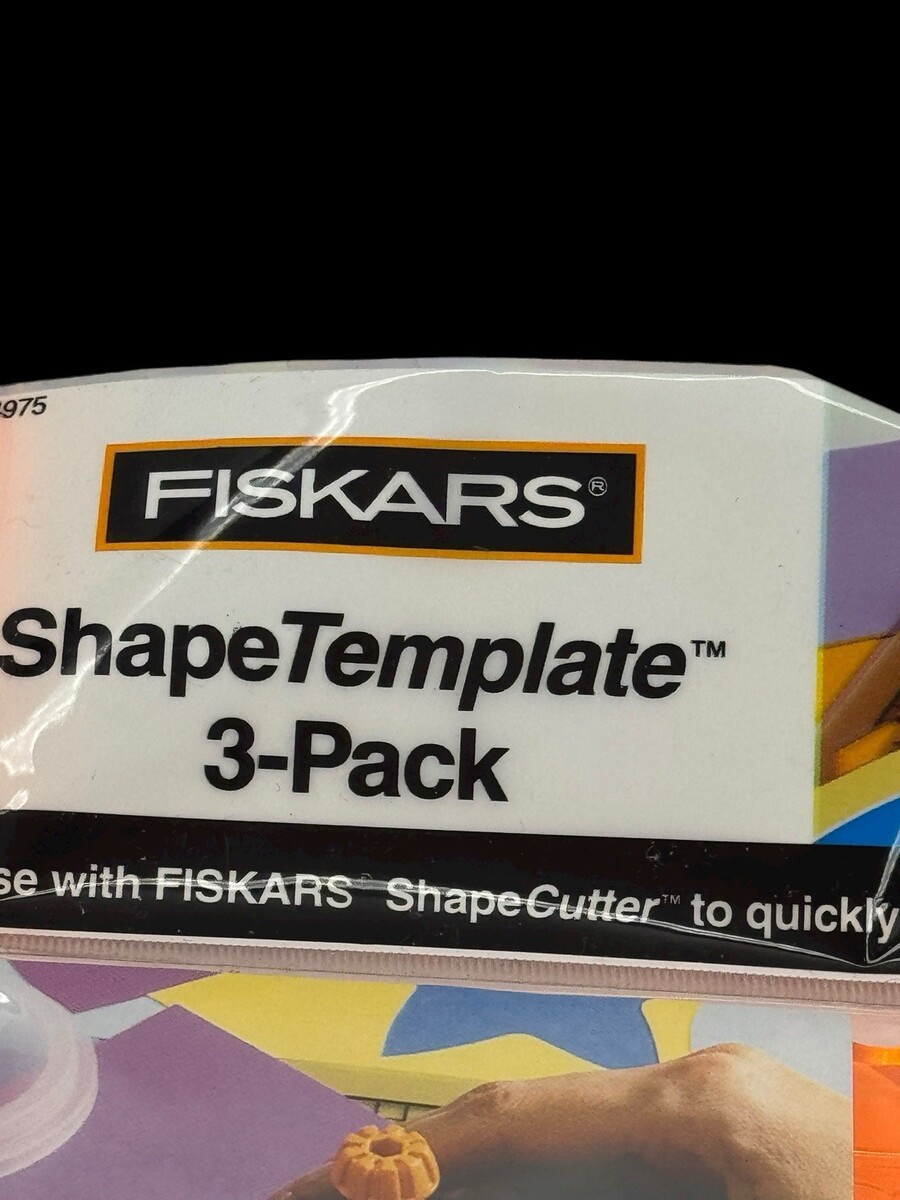 975
FISKARS®
ShapeTemplate™
3-Pack
se with FISKARS® ShapeCutter™ to quickly